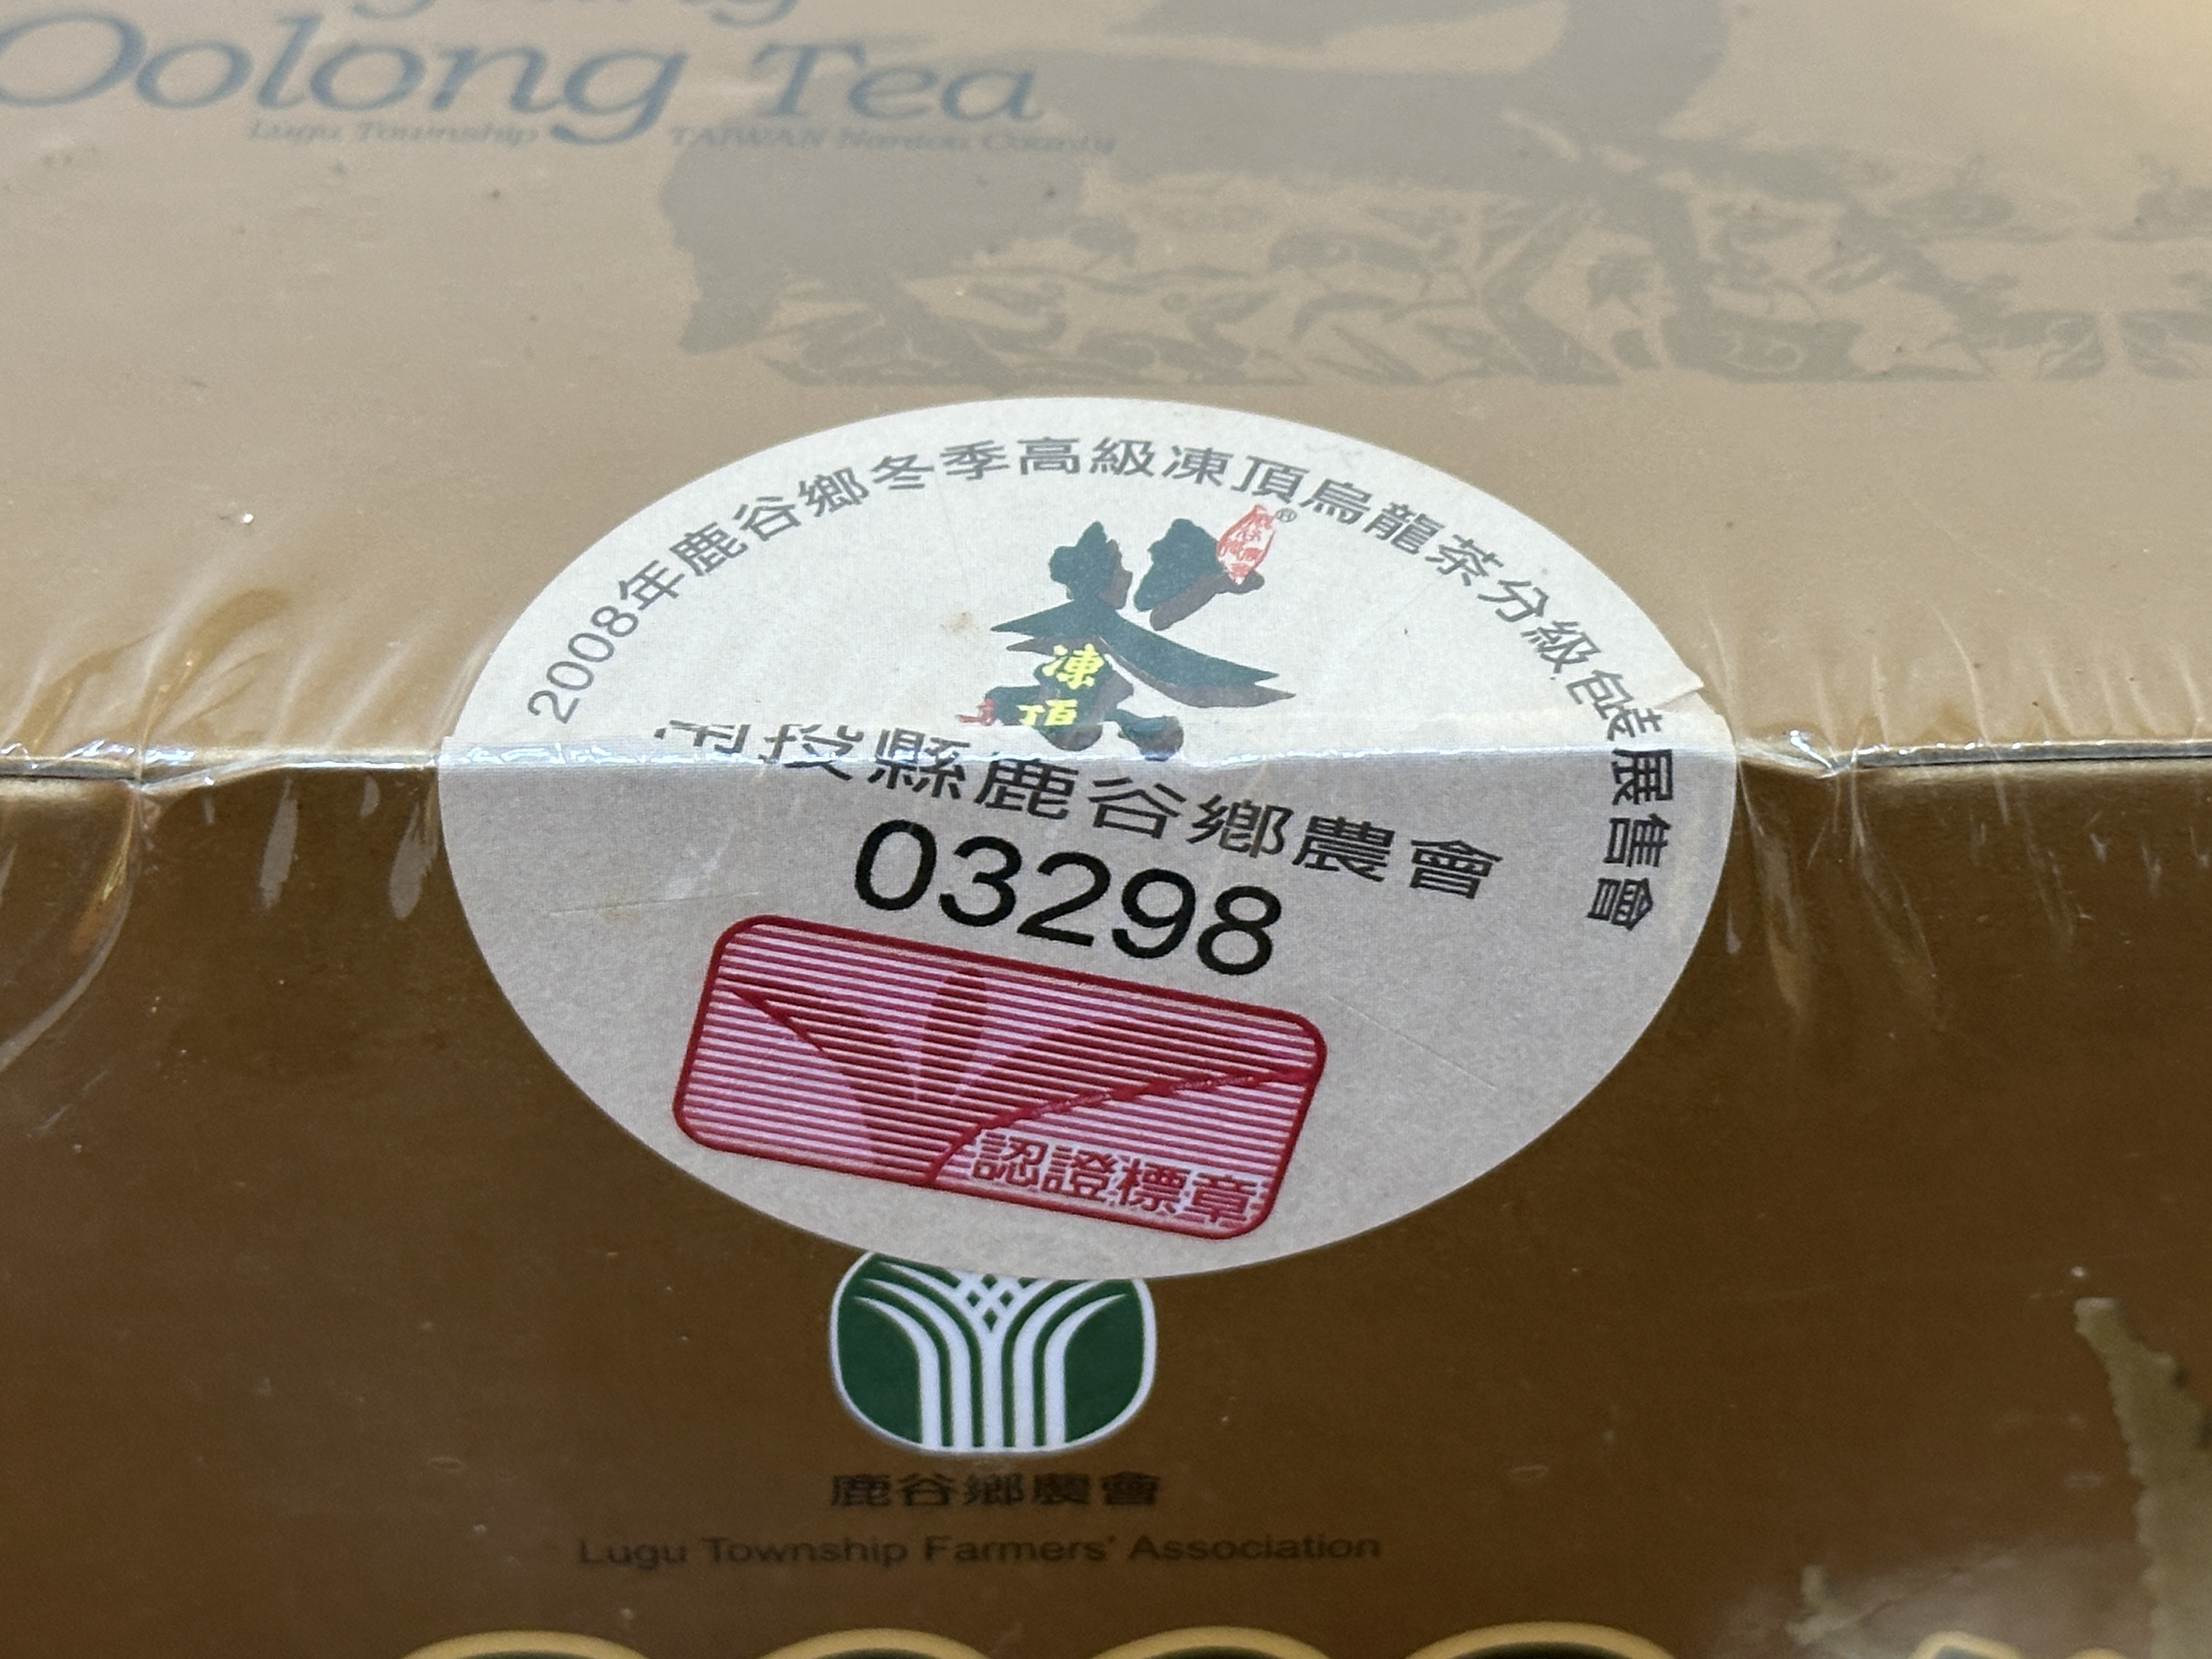 Oolong Tea
Lugu Township TAIWAN Nantou County
2008年鹿谷鄉冬季高級凍頂烏龍茶分級包裝展售會
凍
頂
南投縣鹿谷鄉農會
03298
認證標章
鹿谷鄉農會
Lugu Township Farmers' Association